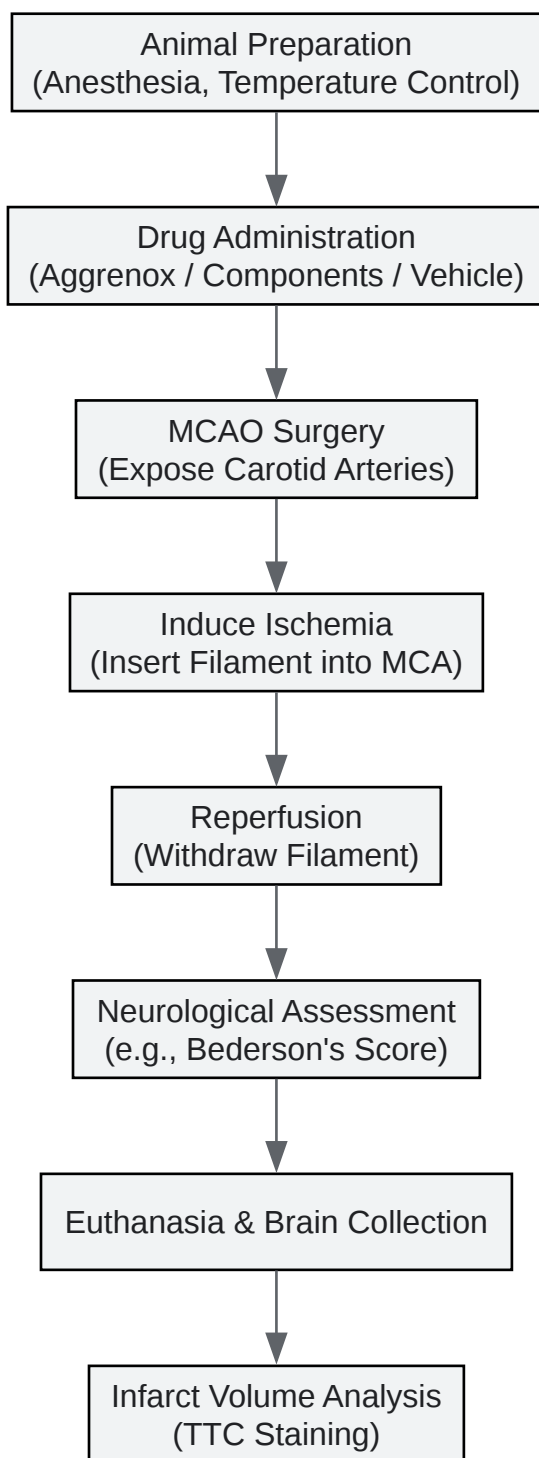 Animal Preparation
(Anesthesia, Temperature Control)
Drug Administration
(Aggrenox / Components / Vehicle)
MCAO Surgery
(Expose Carotid Arteries)
Induce Ischemia
(Insert Filament into MCA)
Reperfusion
(Withdraw Filament)
Neurological Assessment
(e.g., Bederson's Score)
Euthanasia & Brain Collection
Infarct Volume Analysis
(TTC Staining)